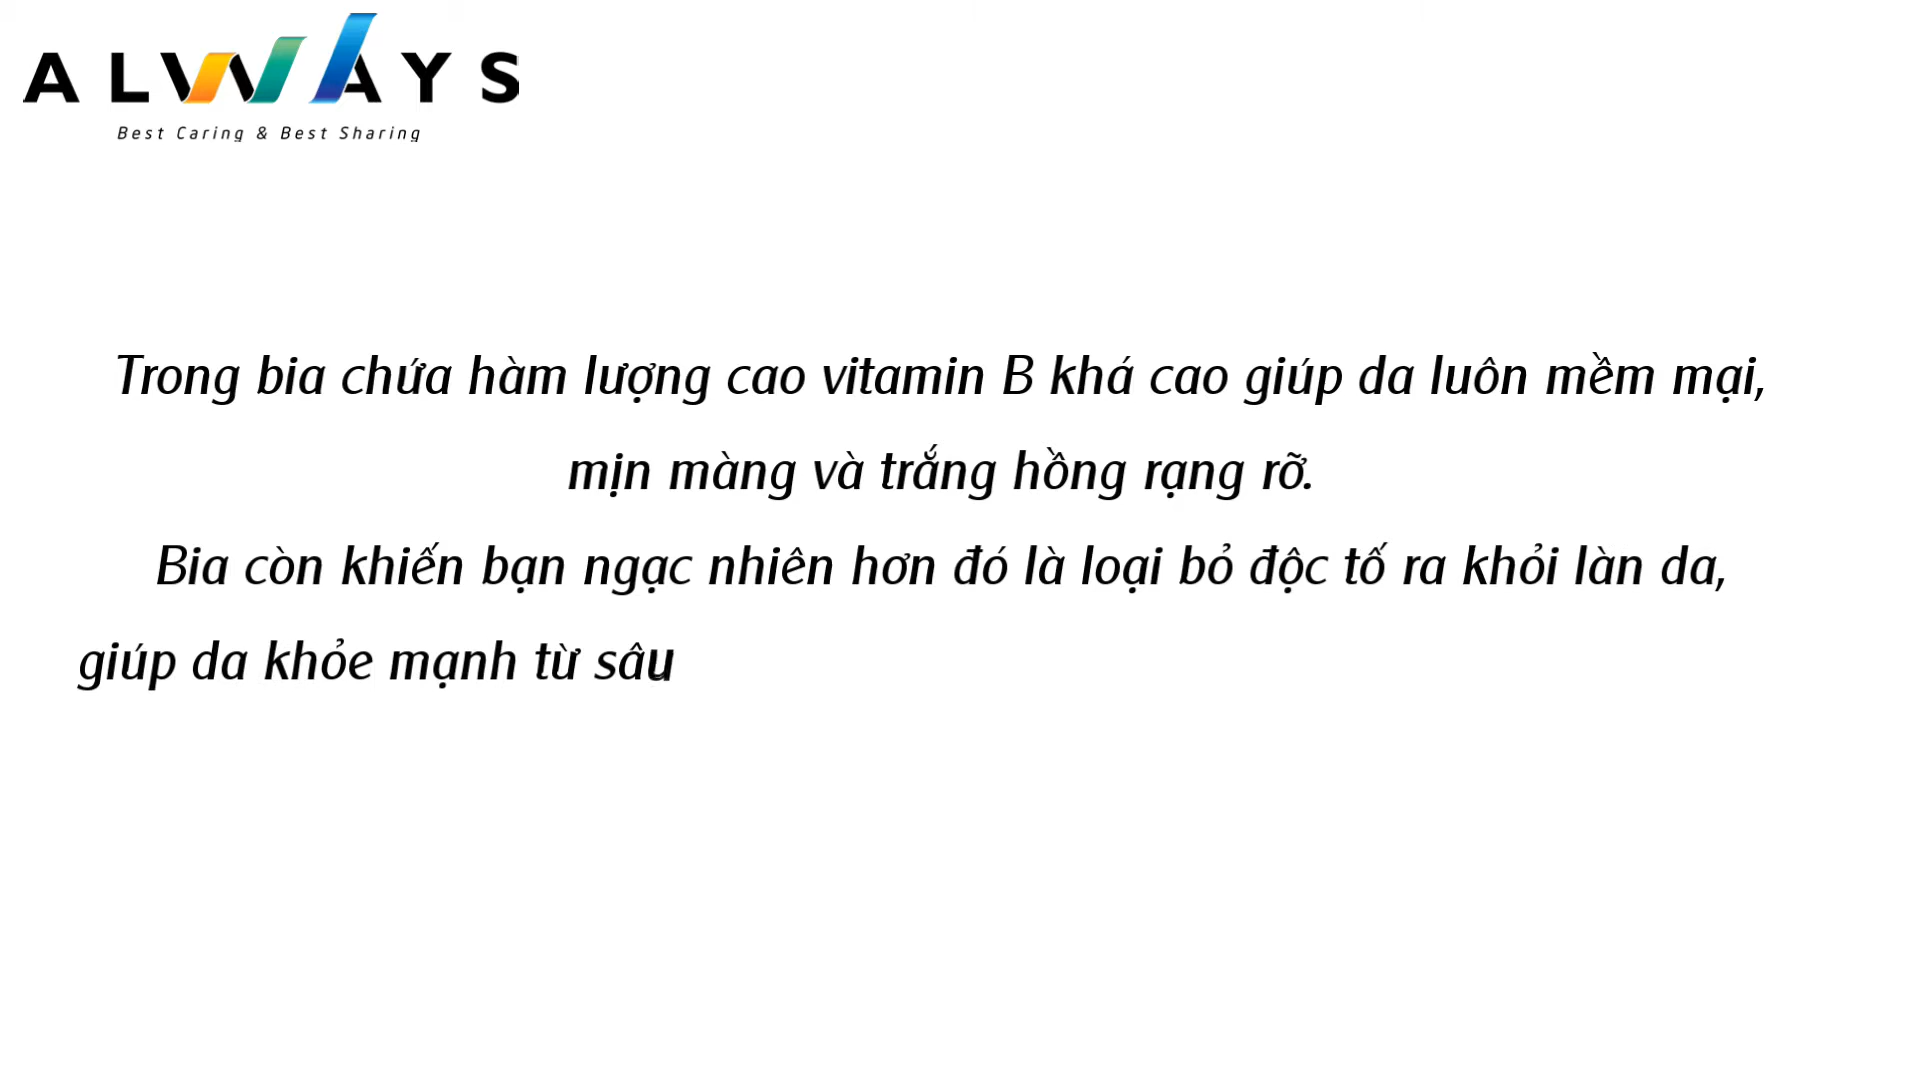 ALWAYS
Best Caring & Best Sharing
Trong bia chứa hàm lượng cao vitamin B khá cao giúp da luôn mềm mại,
mịn màng và trắng hồng rạng rỡ.
Bia còn khiến bạn ngạc nhiên hơn đó là loại bỏ độc tố ra khỏi làn da,
giúp da khỏe mạnh từ sâu